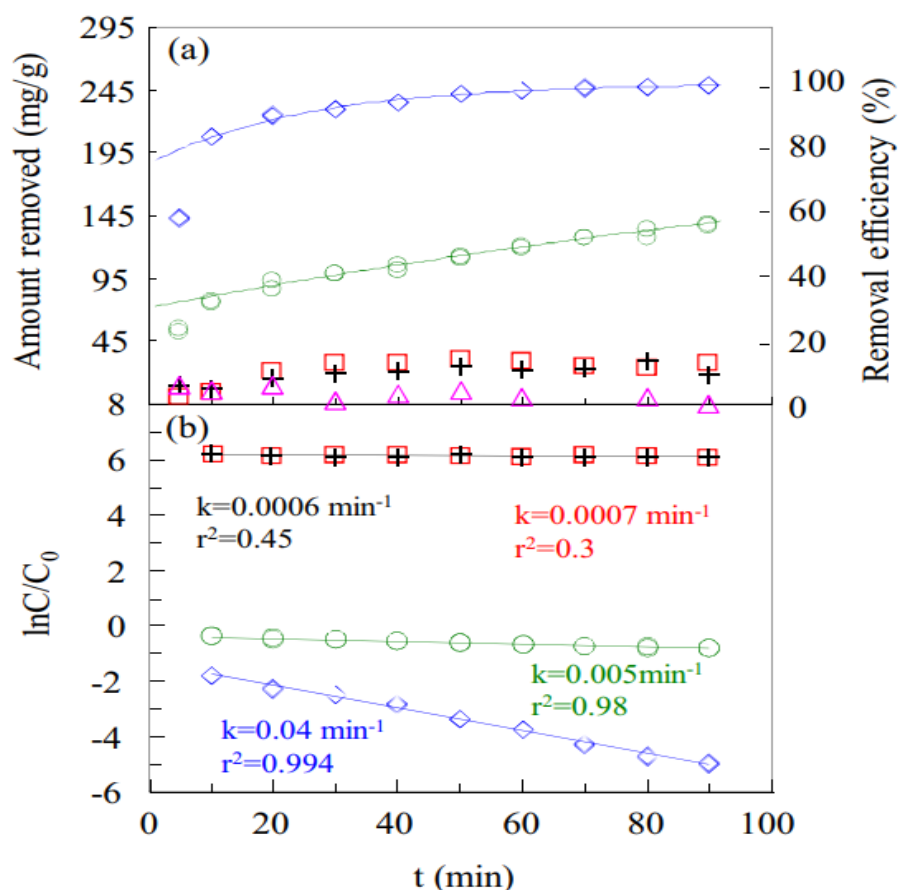 (a)
Amount removed (mg/g)
295
245
195
145
95
45
8
Removal efficiency (%)
100
80
60
40
20
0
(b)
lnC/C₀
6
4
2
0
-2
-4
-6
k=0.0006 min⁻¹
r²=0.45
k=0.0007 min⁻¹
r²=0.3
k=0.005min⁻¹
r²=0.98
k=0.04 min⁻¹
r²=0.994
0 20 40 60 80 100
t (min)